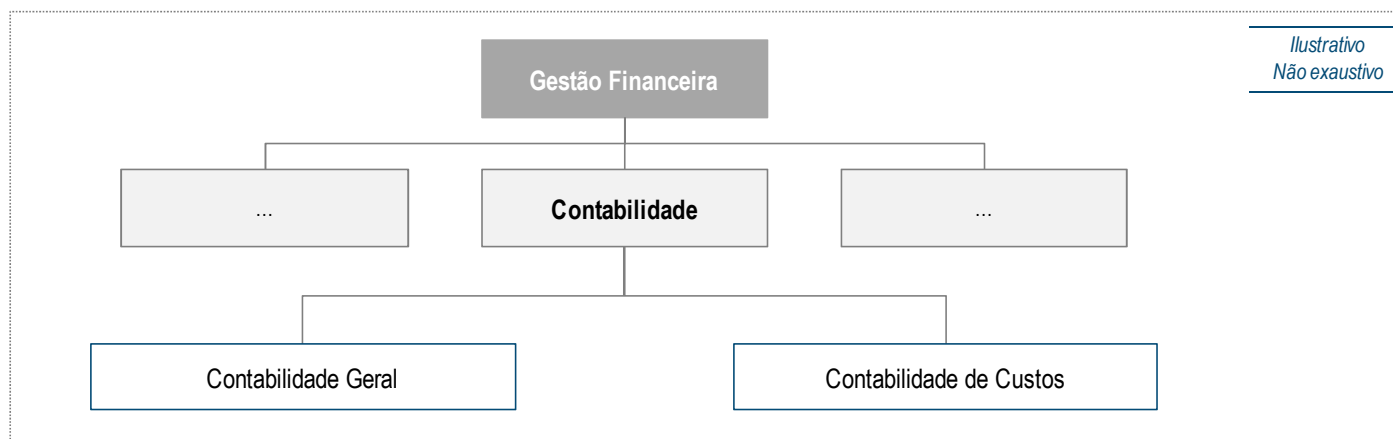 Ilustrativo
Não exaustivo
Gestão Financeira
...
Contabilidade
...
Contabilidade Geral
Contabilidade de Custos